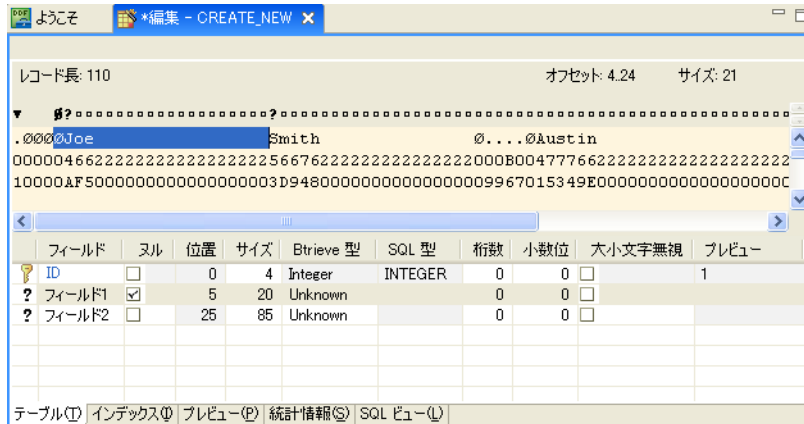 DDF ようこそ *編集 - CREATE_NEW
レコード長: 110 オフセット: 4.24 サイズ: 21
.ØØØØJoe Smith Ø....ØAustin
フィールド ヌル 位置 サイズ Btrieve 型 SQL 型 桁数 小数位 大小文字無視 プレビュー
ID 0 4 Integer INTEGER 0 0 1
? フィールド1 5 20 Unknown 0 0
? フィールド2 25 85 Unknown 0 0
テーブル(T) インデックス(I) プレビュー(P) 統計情報(S) SQL ビュー(L)